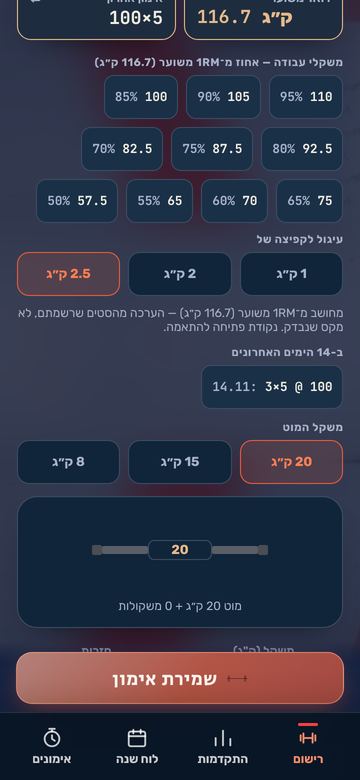 ק״ג 116.7
100×5
משקלי עבודה — אחוז מ־1RM משוער (116.7 ק״ג)
95% 110
90% 105
85% 100
80% 92.5
75% 87.5
70% 82.5
65% 75
60% 70
55% 65
50% 57.5
עיגול לקפיצה של
1 ק״ג
2 ק״ג
2.5 ק״ג
מחושב מ־1RM משוער (116.7 ק״ג) — הערכה מהסטים שרשמתם, לא
מקס שנבדק. נקודת פתיחה להתאמה.
ב-14 הימים האחרונים
14.11: 3×5 @ 100
משקל המוט
20 ק״ג
15 ק״ג
8 ק״ג
20
מוט 20 ק״ג + 0 משקולות
משקל (ק"ג)
חזרות
שמירת אימון
רישום
התקדמות
לוח שנה
אימונים